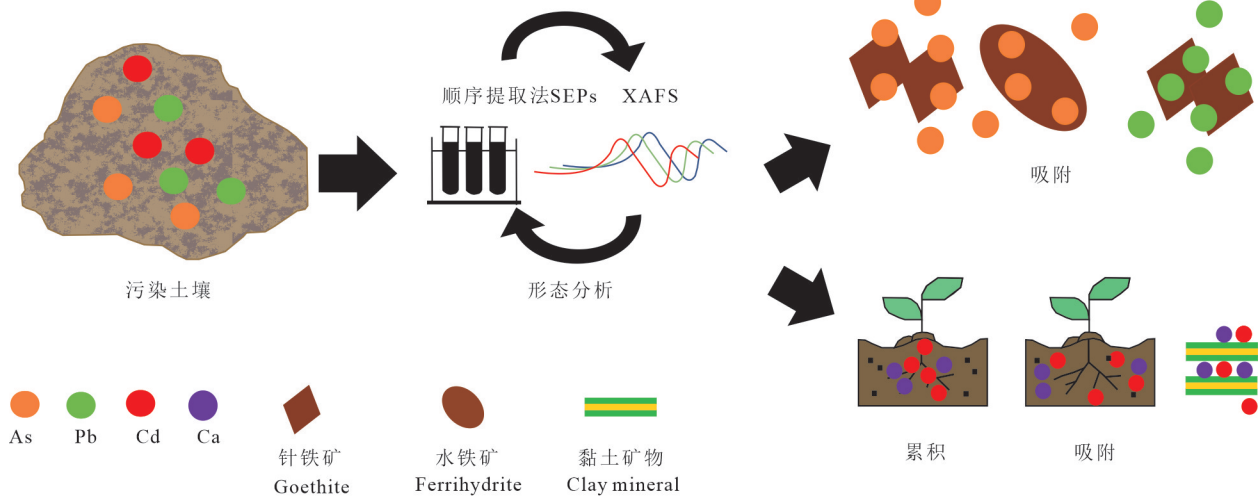 顺序提取法SEPs XAFS
吸附
污染土壤
形态分析
As Pb Cd Ca
针铁矿
Goethite
水铁矿
Ferrihydrite
黏土矿物
Clay mineral
累积
吸附